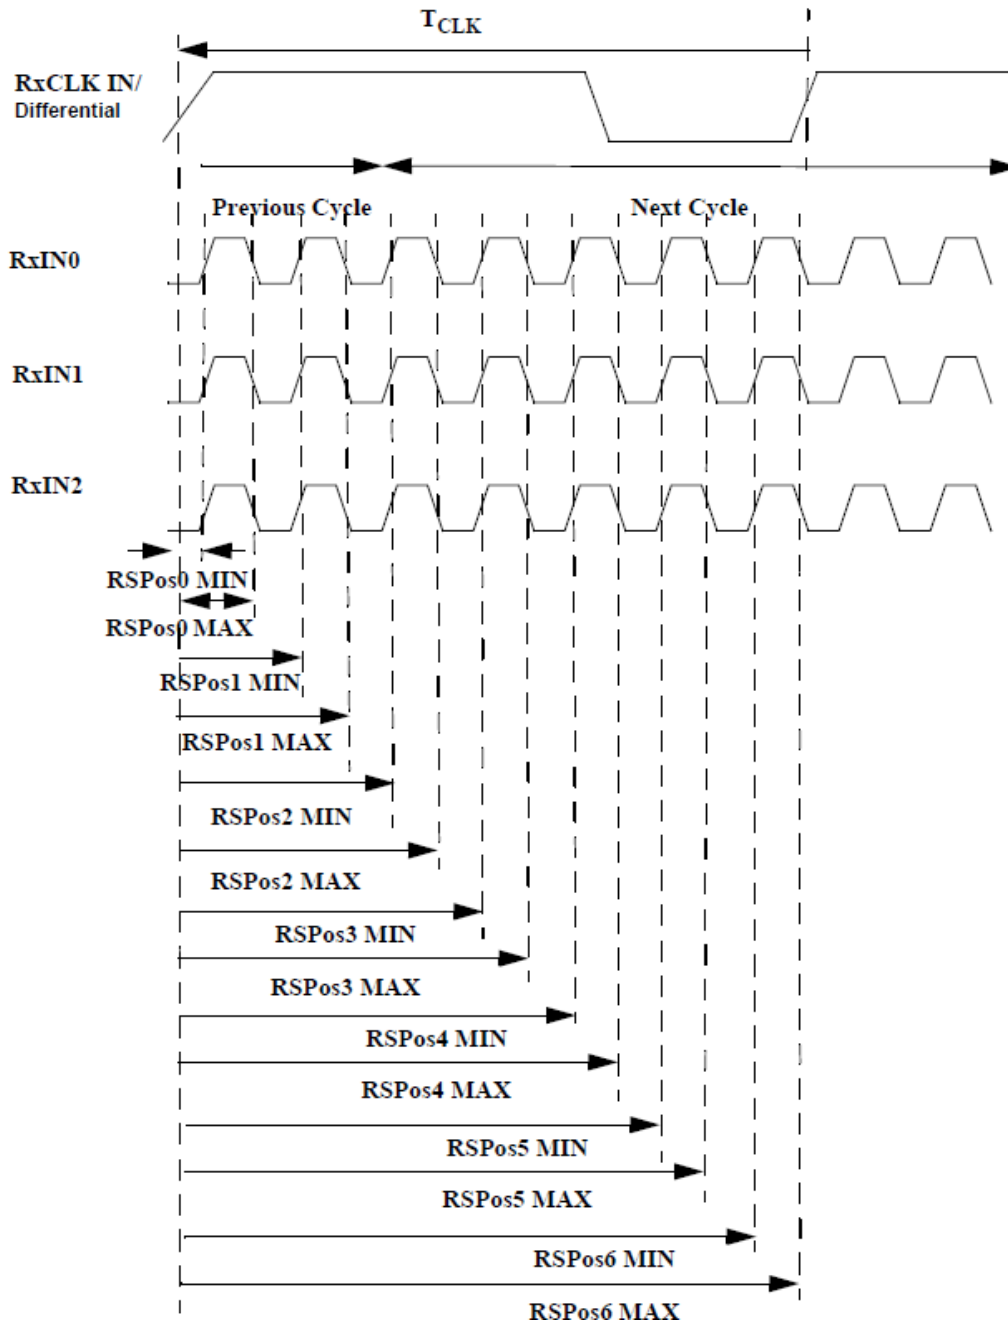 TCLK
RxCLK IN/
Differential
Previous Cycle
Next Cycle
RxIN0
RxIN1
RxIN2
RSPos0 MIN
RSPos0 MAX
RSPos1 MIN
RSPos1 MAX
RSPos2 MIN
RSPos2 MAX
RSPos3 MIN
RSPos3 MAX
RSPos4 MIN
RSPos4 MAX
RSPos5 MIN
RSPos5 MAX
RSPos6 MIN
RSPos6 MAX